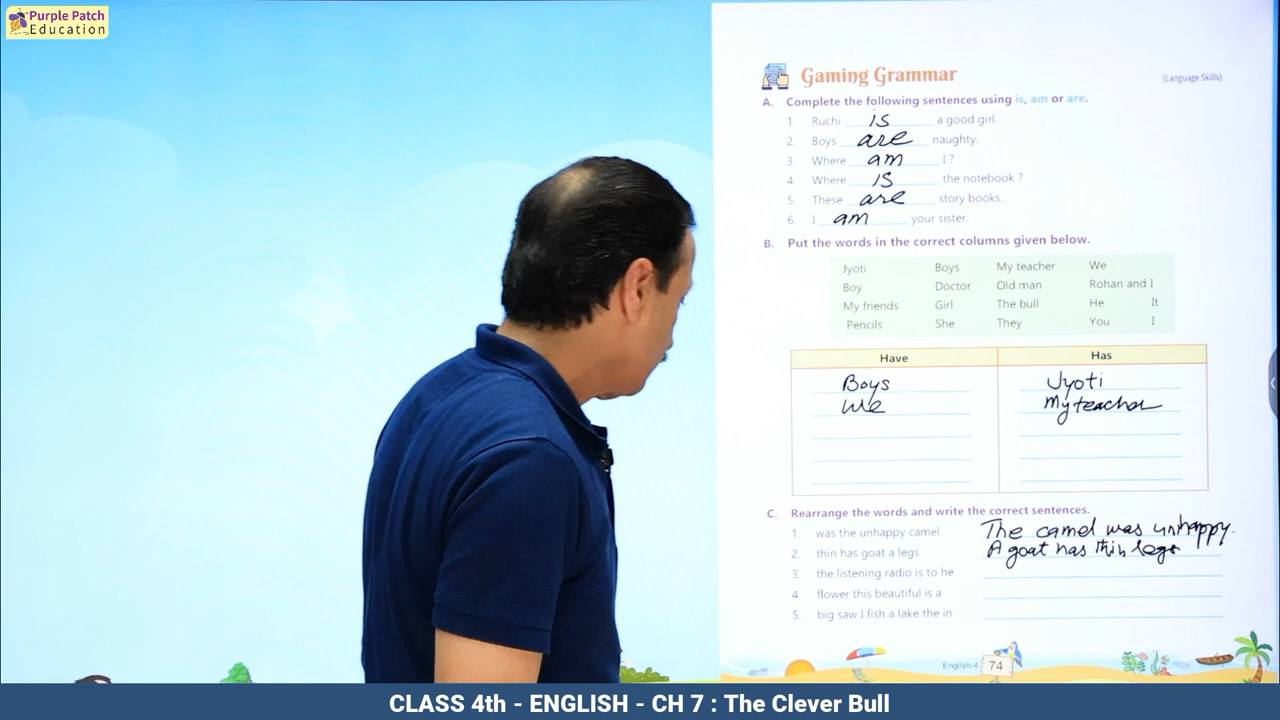 Purple Patch
Education
Gaming Grammar
(Language Skills)
A. Complete the following sentences using is, am or are.
1. Ruchi is a good girl.
2. Boys are naughty.
3. Where am I ?
4. Where is the notebook ?
5. These are story books.
6. I am your sister.
B. Put the words in the correct columns given below.
Jyoti Boys My teacher We
Boy Doctor Old man Rohan and I
My friends Girl The bull He It
Pencils She They You I
Have Has
Boys Jyoti
We My teacher
C. Rearrange the words and write the correct sentences.
1. was the unhappy camel The camel was unhappy.
2. thin has goat a legs A goat has thin legs
3. the listening radio is to he
4. flower this beautiful is a
5. big saw I fish a lake the in
English-4 74
CLASS 4th - ENGLISH - CH 7 : The Clever Bull